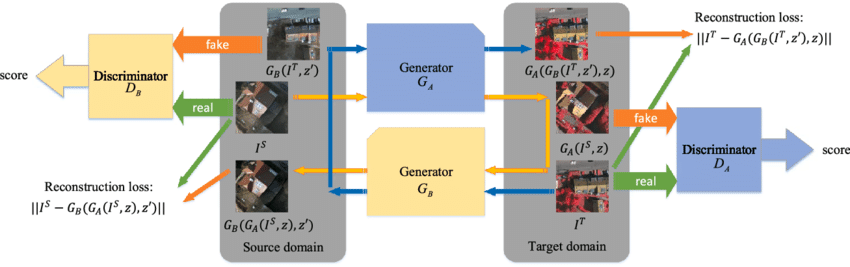 score
Discriminator
D_B
fake
real
G_B(I^T, z′)
I^S
G_B(G_A(I^S, z), z′)
Source domain
Reconstruction loss:
||I^S − G_B(G_A(I^S, z), z′)||
Generator
G_A
Generator
G_B
G_A(G_B(I^T, z′), z)
G_A(I^S, z)
I^T
Target domain
Reconstruction loss:
||I^T − G_A(G_B(I^T, z′), z)||
fake
real
Discriminator
D_A
score